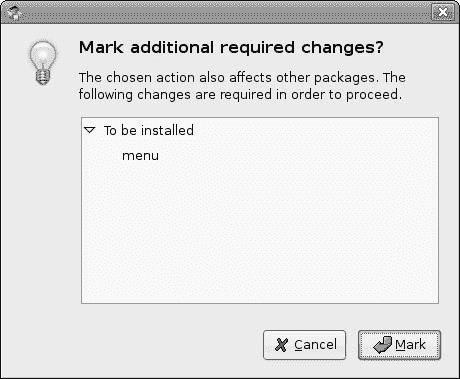 Mark additional required changes?
The chosen action also affects other packages. The
following changes are required in order to proceed.
To be installed
menu
Cancel
Mark